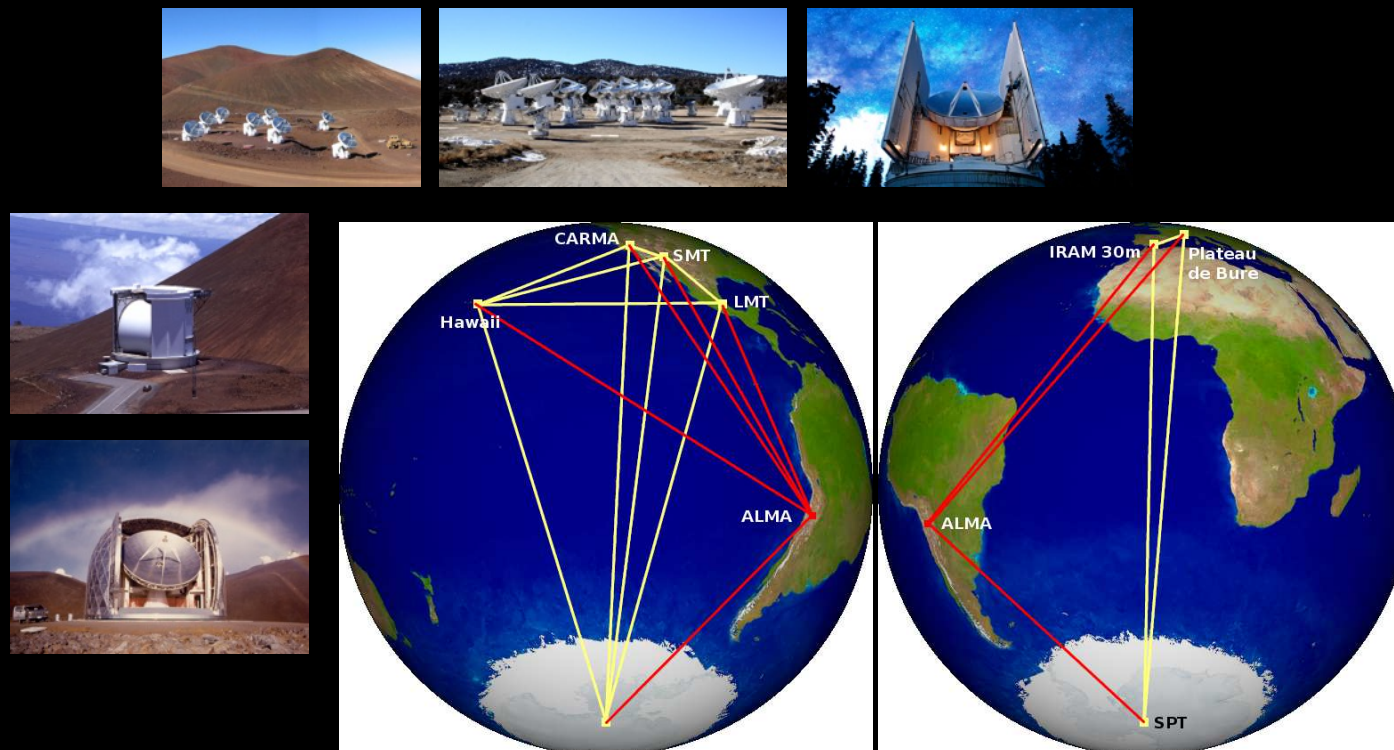 CARMA
SMT
LMT
Hawaii
ALMA
IRAM 30m
Plateau
de Bure
ALMA
SPT